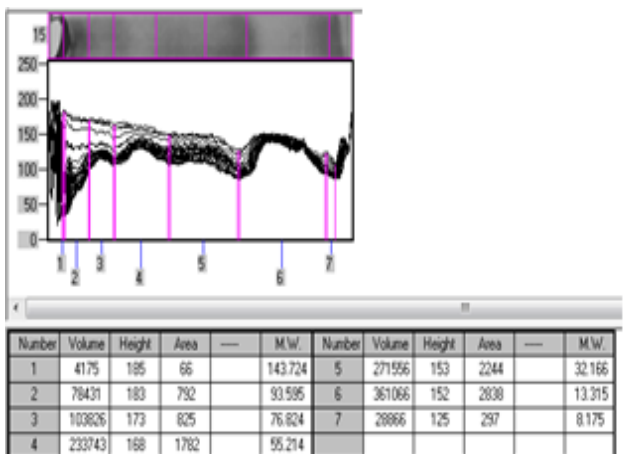 15
250
200
150
100
50
0
1 2 3 4 5 6 7
Number Volume Height Area ---- M.W. Number Volume Height Area ---- M.W.
1 4175 185 66 143.724 5 271556 153 2244 32.166
2 78431 183 792 93.595 6 361066 152 2838 13.315
3 103826 173 825 76.824 7 28866 125 297 8.175
4 233743 168 1782 55.214